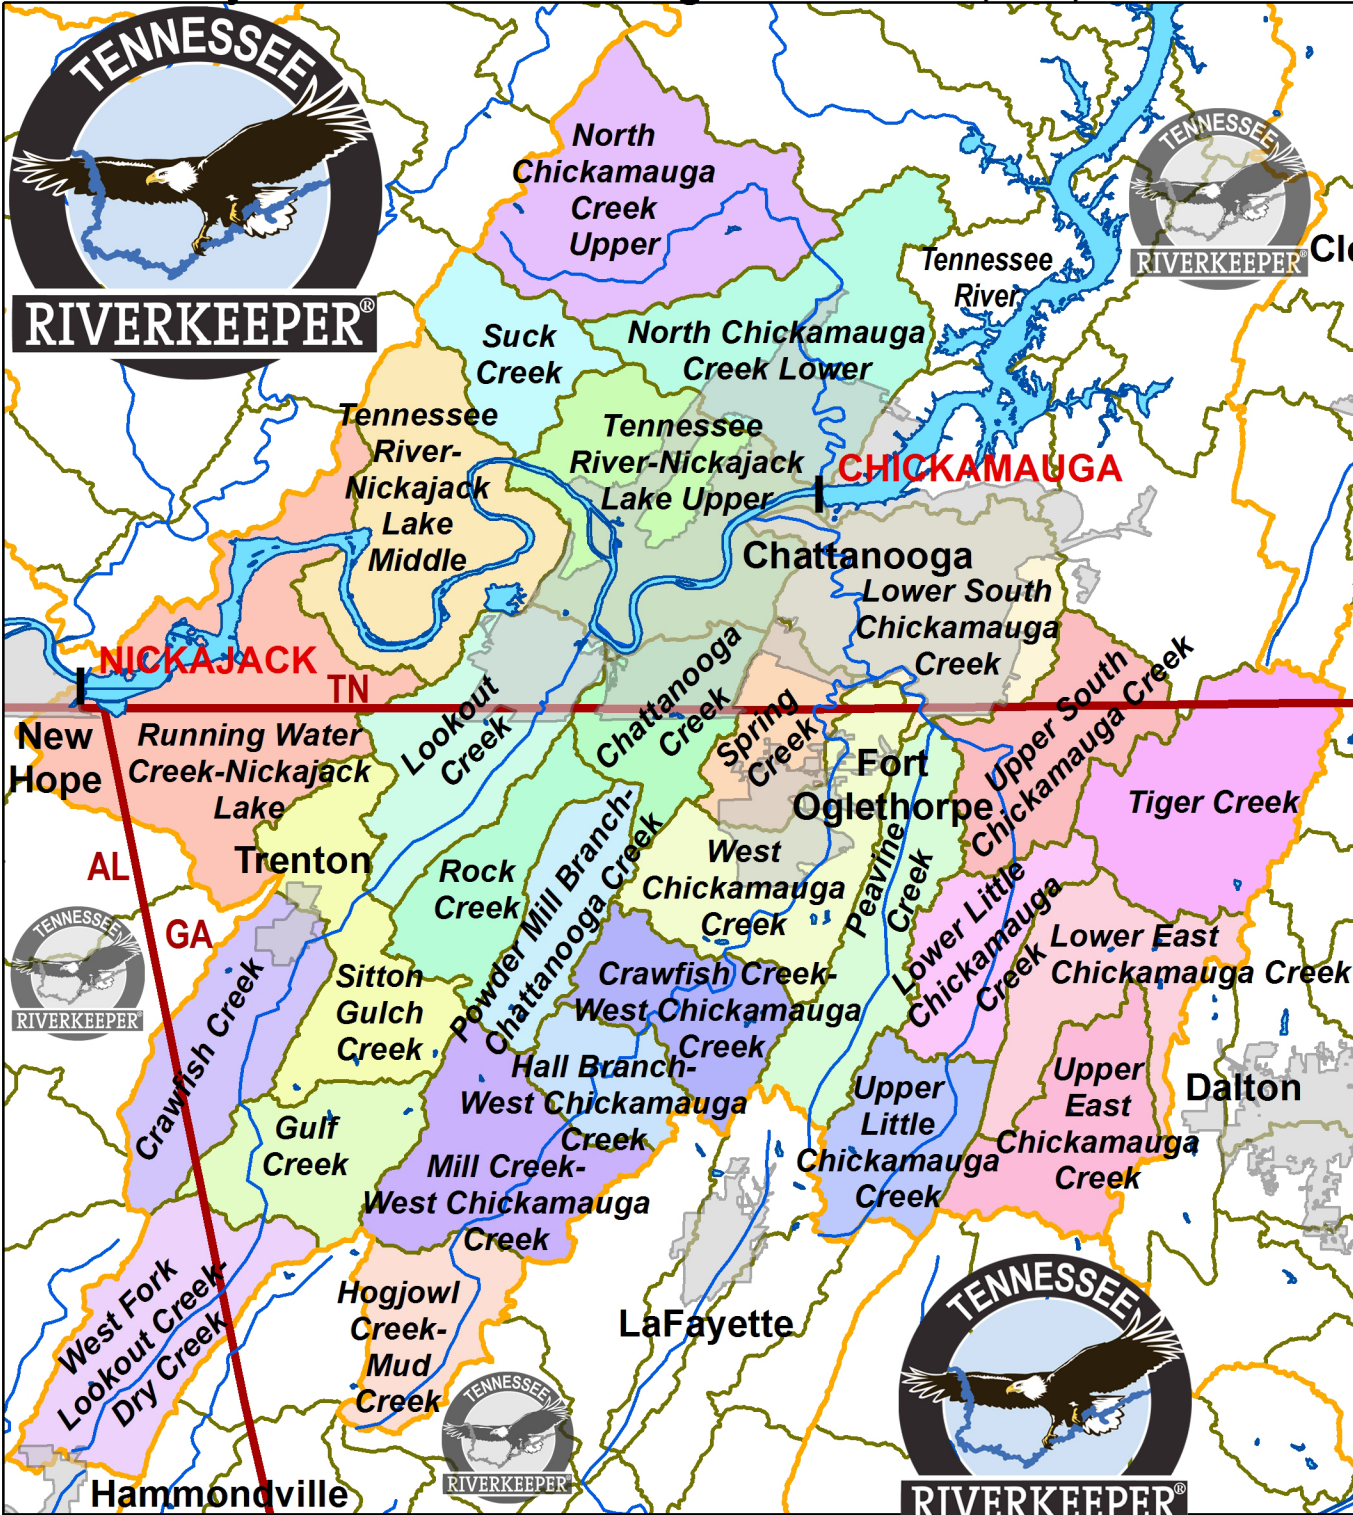 TENNESSEE
RIVERKEEPER®
TENNESSEE
RIVERKEEPER®
North
Chickamauga
Creek
Upper
Tennessee
River
Suck
Creek
North Chickamauga
Creek Lower
Tennessee
River-
Nickajack
Lake
Middle
Tennessee
River-Nickajack
Lake Upper
CHICKAMAUGA
Chattanooga
Lower South
Chickamauga
Creek
NICKAJACK
TN
New
Hope
Running Water
Creek-Nickajack
Lake
Lookout
Creek
Chattanooga
Creek
Spring
Creek
Fort
Oglethorpe
Upper South
Chickamauga Creek
Tiger Creek
AL
GA
Trenton
Rock
Creek
Powder Mill Branch-
Chattanooga Creek
West
Chickamauga
Creek
Peavine
Creek
Lower Little
Chickamauga
Creek
Lower East
Chickamauga Creek
TENNESSEE
RIVERKEEPER®
Crawfish Creek
Sitton
Gulch
Creek
Crawfish Creek-
West Chickamauga
Creek
Hall Branch-
West Chickamauga
Creek
Upper
Little
Chickamauga
Creek
Upper
East
Chickamauga
Creek
Dalton
Gulf
Creek
Mill Creek-
West Chickamauga
Creek
West Fork
Lookout Creek-
Dry Creek
Hogjowl
Creek-
Mud
Creek
LaFayette
TENNESSEE
RIVERKEEPER®
TENNESSEE
RIVERKEEPER®
Hammondville